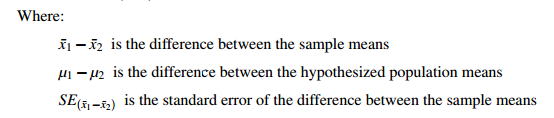 Where:
x̄₁ − x̄₂ is the difference between the sample means
μ₁ − μ₂ is the difference between the hypothesized population means
SE(x̄₁−x̄₂) is the standard error of the difference between the sample means